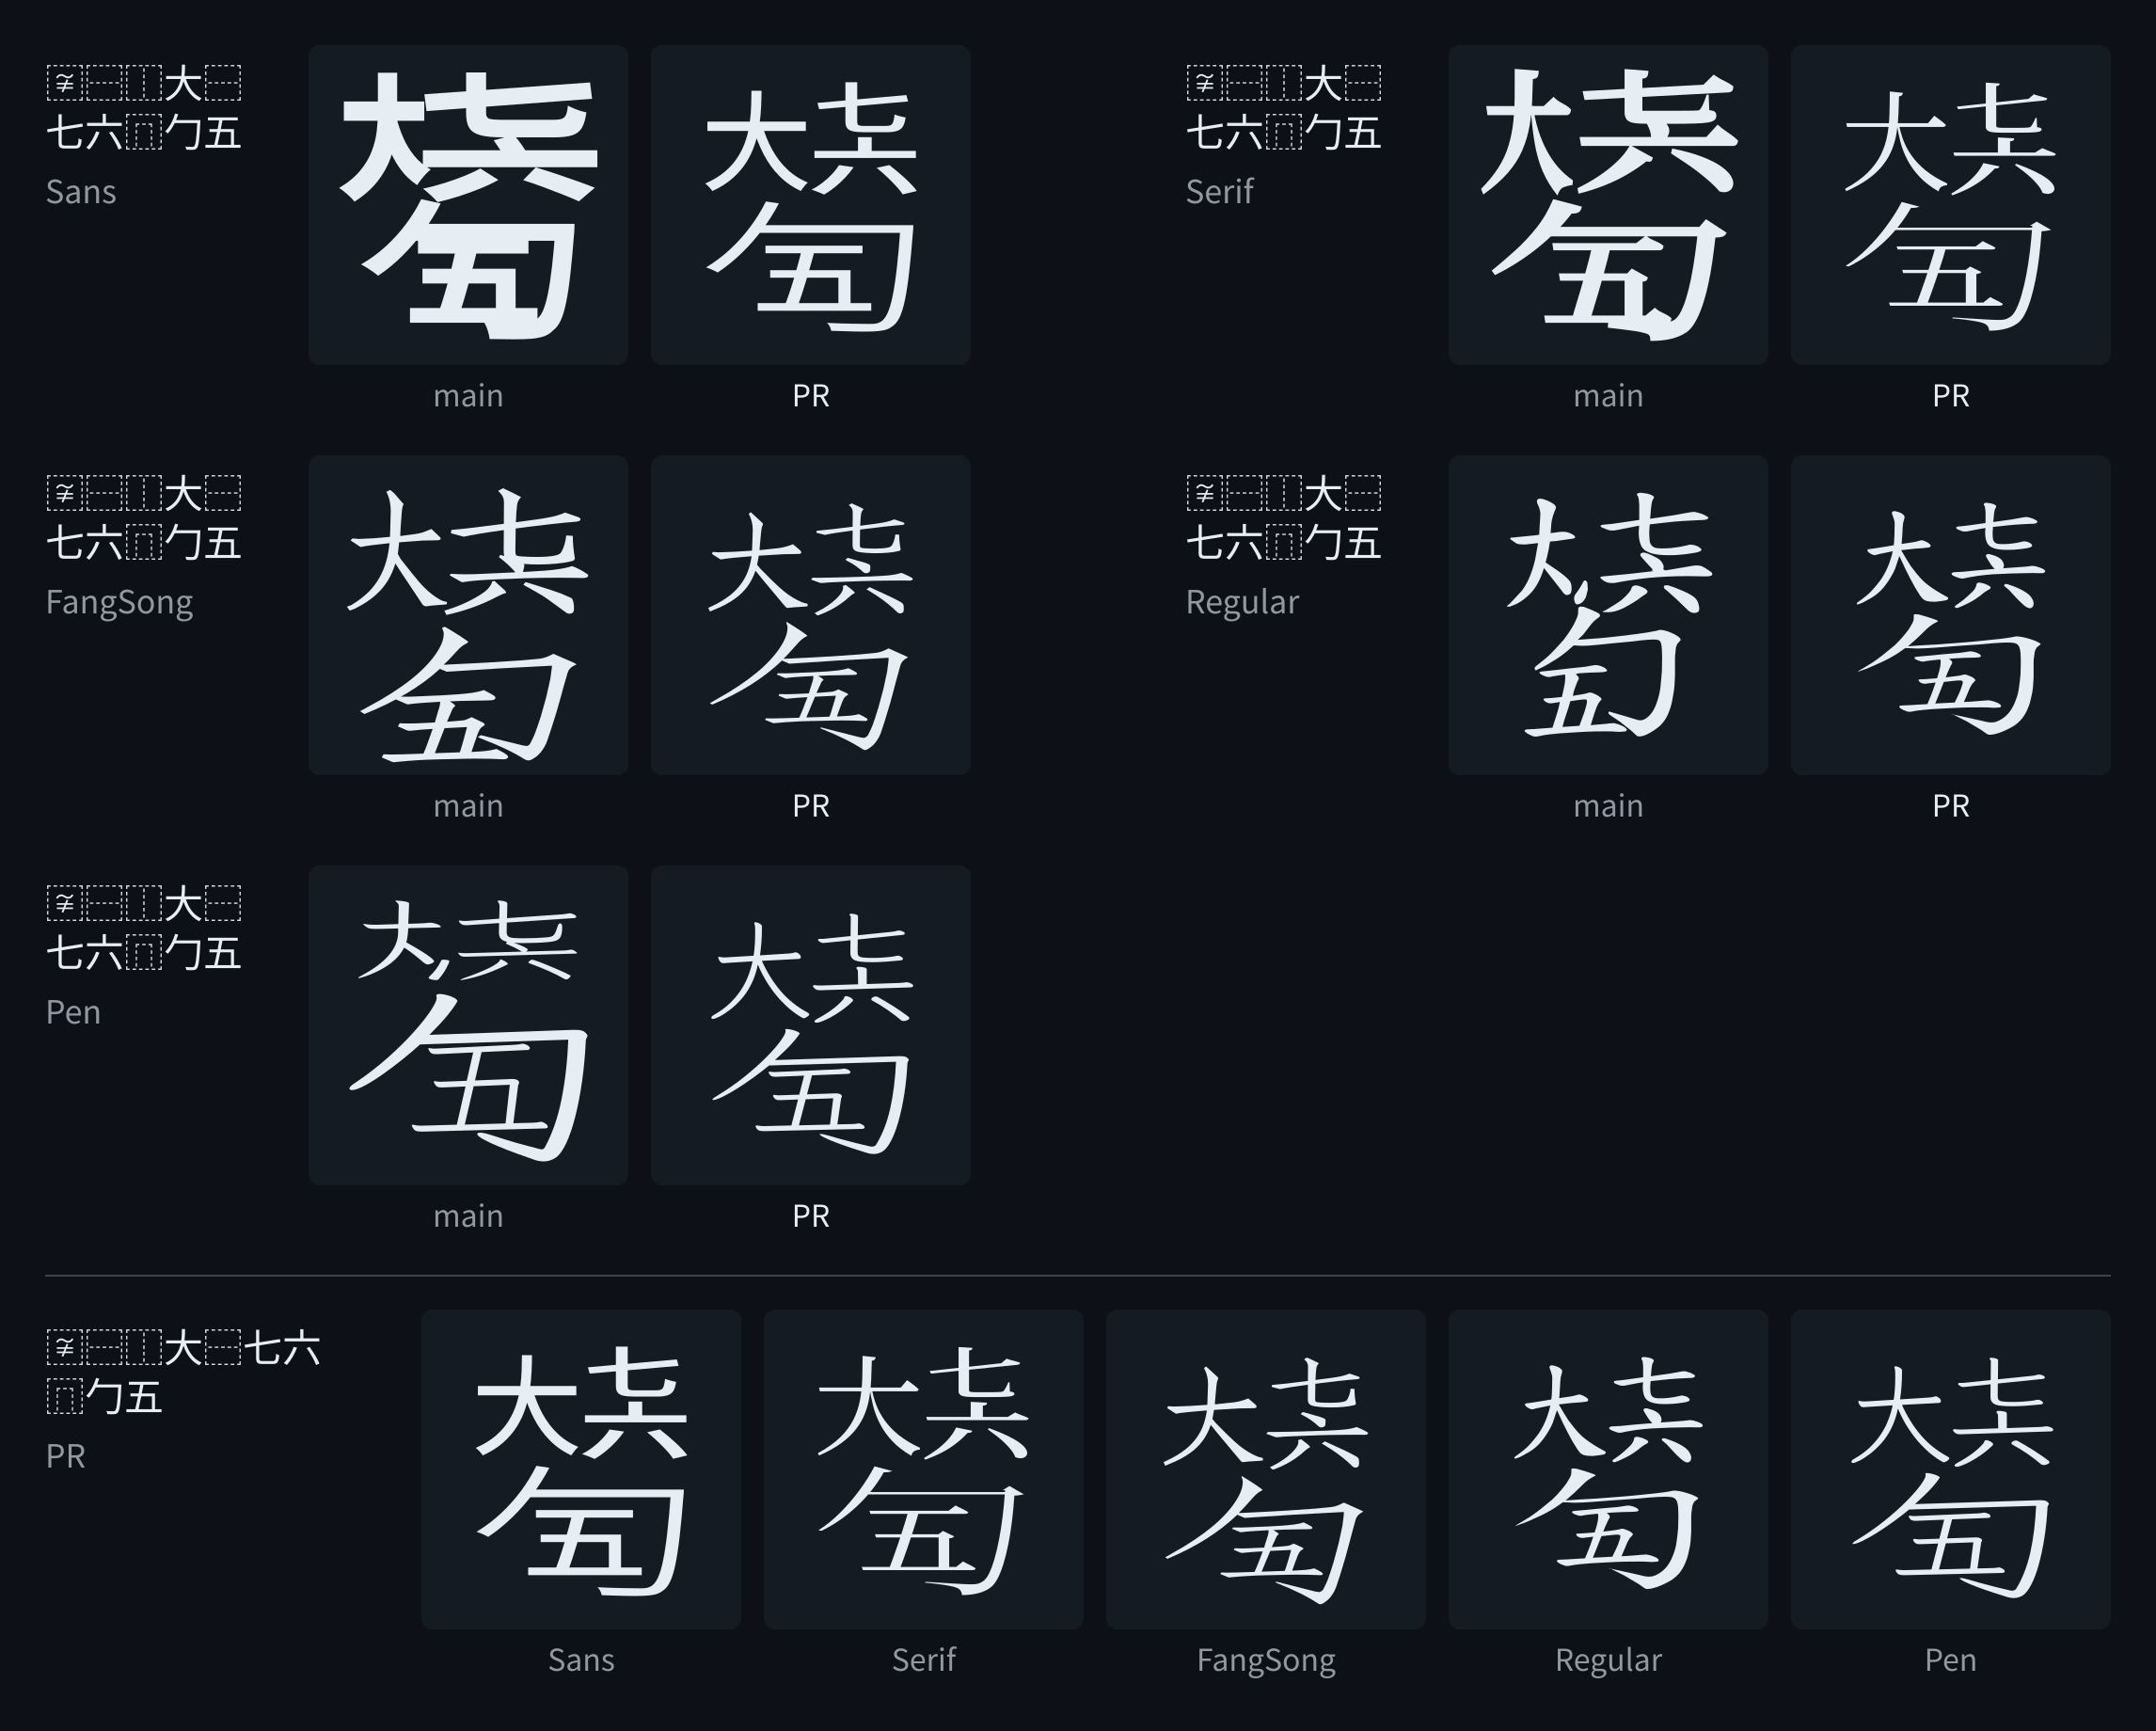 〾⿱⿰大⿱
七六⿵勹五
Sans
main
PR
〾⿱⿰大⿱
七六⿵勹五
Serif
main
PR
〾⿱⿰大⿱
七六⿵勹五
FangSong
main
PR
〾⿱⿰大⿱
七六⿵勹五
Regular
main
PR
〾⿱⿰大⿱
七六⿵勹五
Pen
main
PR
〾⿱⿰大⿱七六
⿵勹五
PR
Sans
Serif
FangSong
Regular
Pen